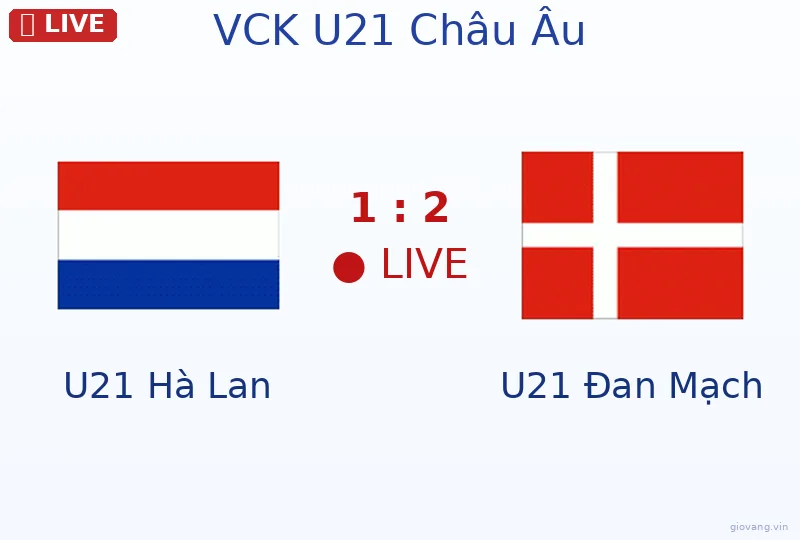 LIVE
VCK U21 Châu Âu
1 : 2
● LIVE
U21 Hà Lan
U21 Đan Mạch
giovang.vin